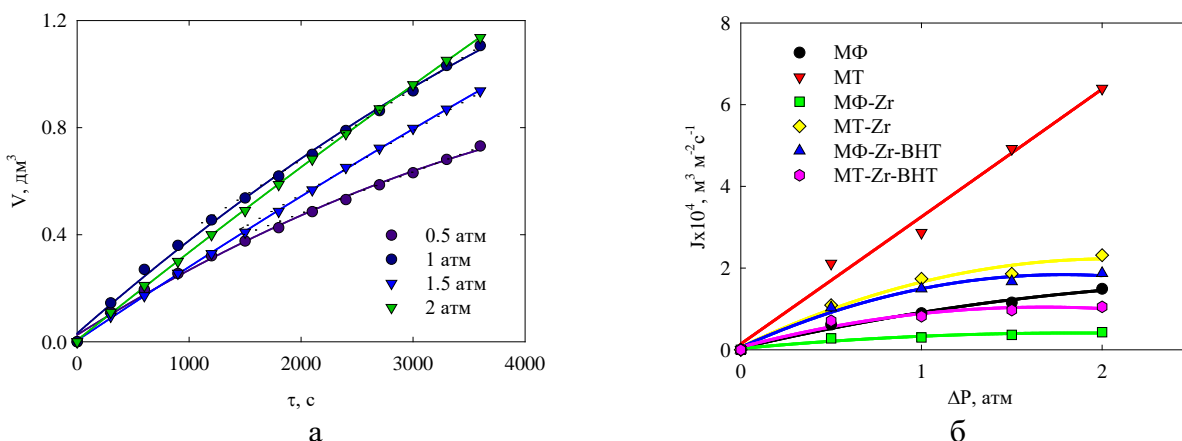 1.2
0.8
0.4
0.0
V, дм³
0 1000 2000 3000 4000
τ, с
0.5 атм
1 атм
1.5 атм
2 атм
а
8
6
4
2
0
Jx10⁴, м³ м⁻²с⁻¹
0 1 2
ΔP, атм
МФ
МТ
МФ-Zr
МТ-Zr
МФ-Zr-ВНТ
МТ-Zr-ВНТ
б